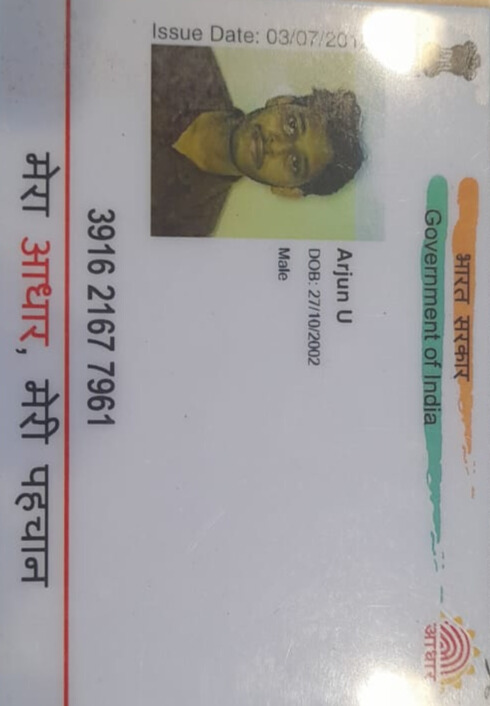 भारत सरकार
Government of India
आधार
Issue Date: 03/07/201
Arjun U
DOB: 27/10/2002
Male
3916 2167 7961
मेरा आधार, मेरी पहचान